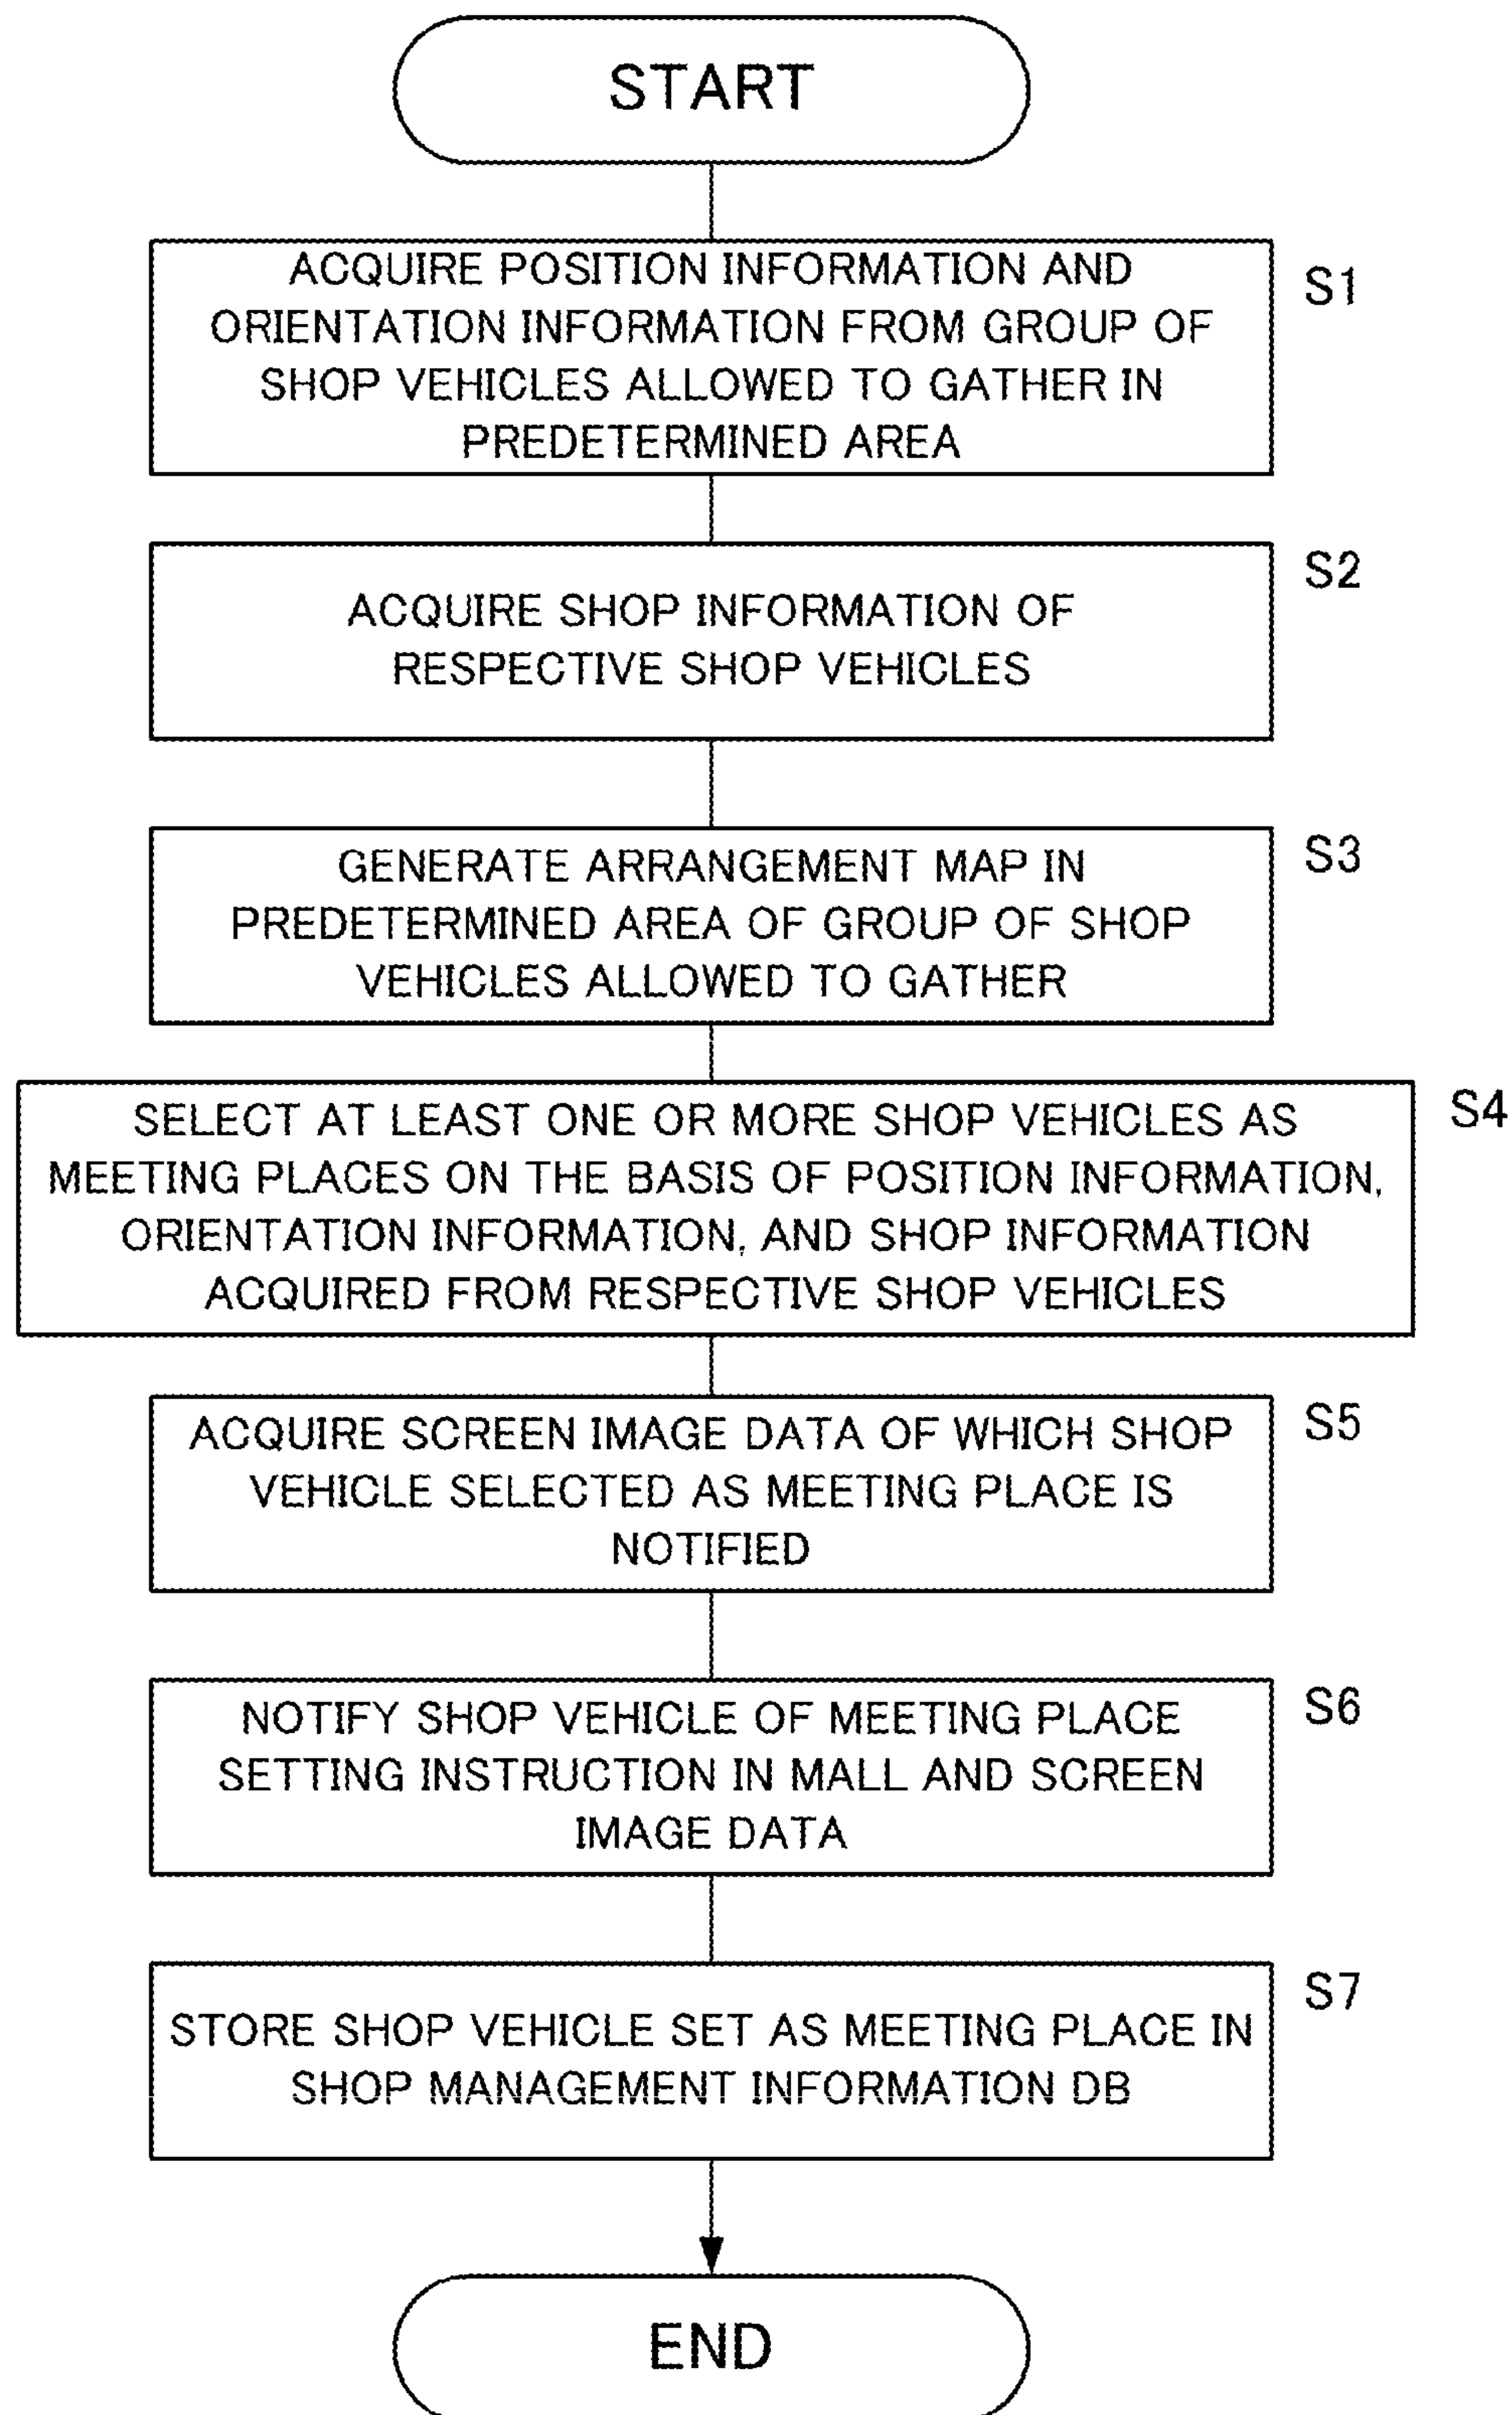 START
ACQUIRE POSITION INFORMATION AND
ORIENTATION INFORMATION FROM GROUP OF
SHOP VEHICLES ALLOWED TO GATHER IN
PREDETERMINED AREA
S1
ACQUIRE SHOP INFORMATION OF
RESPECTIVE SHOP VEHICLES
S2
GENERATE ARRANGEMENT MAP IN
PREDETERMINED AREA OF GROUP OF SHOP
VEHICLES ALLOWED TO GATHER
S3
SELECT AT LEAST ONE OR MORE SHOP VEHICLES AS
MEETING PLACES ON THE BASIS OF POSITION INFORMATION,
ORIENTATION INFORMATION, AND SHOP INFORMATION
ACQUIRED FROM RESPECTIVE SHOP VEHICLES
S4
ACQUIRE SCREEN IMAGE DATA OF WHICH SHOP
VEHICLE SELECTED AS MEETING PLACE IS
NOTIFIED
S5
NOTIFY SHOP VEHICLE OF MEETING PLACE
SETTING INSTRUCTION IN MALL AND SCREEN
IMAGE DATA
S6
STORE SHOP VEHICLE SET AS MEETING PLACE IN
SHOP MANAGEMENT INFORMATION DB
S7
END